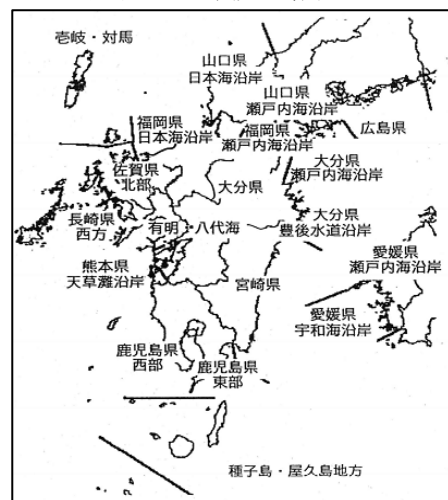 壱岐・対馬
山口県
日本海沿岸
山口県
瀬戸内海沿岸
福岡県
日本海沿岸
福岡県
瀬戸内海沿岸
広島県
佐賀県
北部
大分県
瀬戸内海沿岸
大分県
長崎県
西方
有明 八代海
大分県
豊後水道沿岸
愛媛県
瀬戸内海沿岸
熊本県
天草灘沿岸
宮崎県
愛媛県
宇和海沿岸
鹿児島県
西部
鹿児島県
東部
種子島・屋久島地方